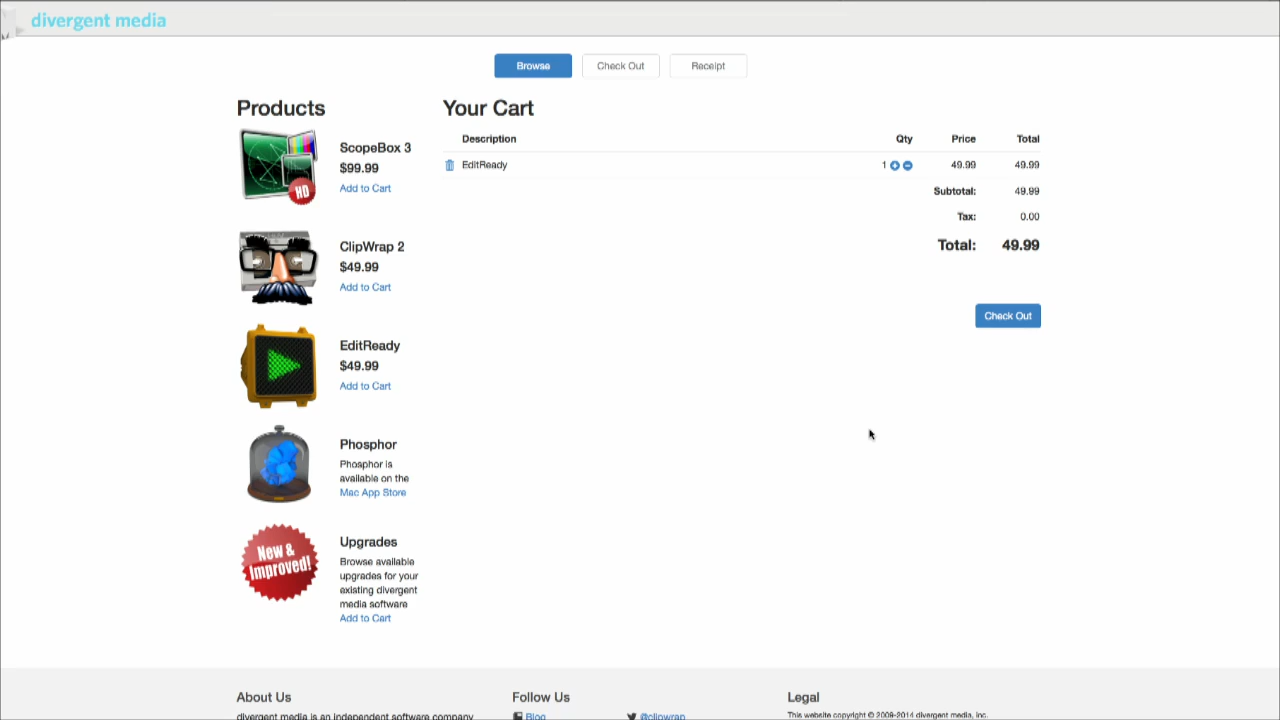 divergent media
Browse
Check Out
Receipt
Products
Your Cart
Description Qty Price Total
EditReady 1 49.99 49.99
Subtotal: 49.99
Tax: 0.00
Total: 49.99
Check Out
HD
ScopeBox 3
$99.99
Add to Cart
ClipWrap 2
$49.99
Add to Cart
EditReady
$49.99
Add to Cart
Phosphor
Phosphor is
available on the
Mac App Store
New &
Improved!
Upgrades
Browse available
upgrades for your
existing divergent
media software
Add to Cart
About Us
divergent media is an independent software company
Follow Us
Blog
@clipwrap
Legal
This website copyright © 2009-2014 divergent media, inc.